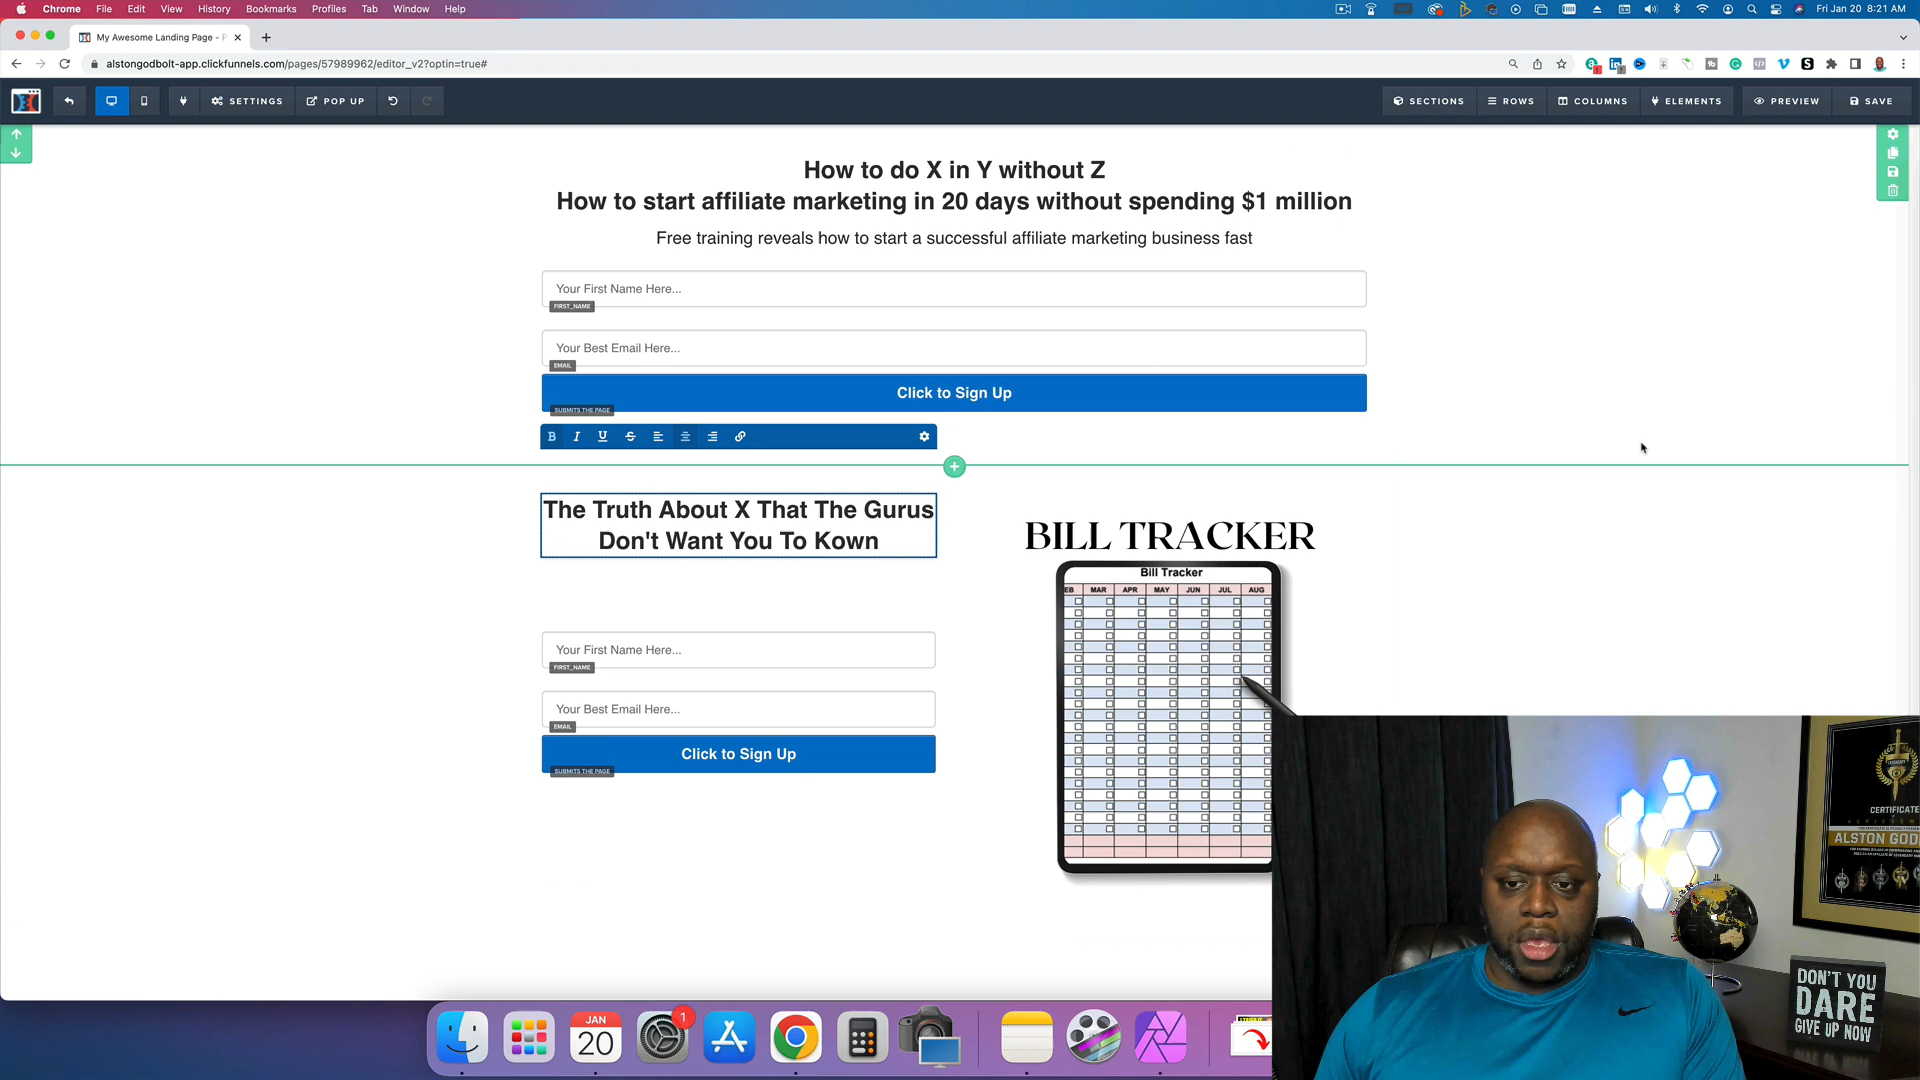 Chrome File Edit View History Bookmarks Profiles Tab Window Help
Fri Jan 20 8:21 AM
My Awesome Landing Page -
alstongodbolt-app.clickfunnels.com/pages/57989962/editor_v2?optin=true#
SETTINGS POP UP SECTIONS ROWS COLUMNS ELEMENTS PREVIEW SAVE
How to do X in Y without Z
How to start affiliate marketing in 20 days without spending $1 million
Free training reveals how to start a successful affiliate marketing business fast
Your First Name Here...
FIRST_NAME
Your Best Email Here...
EMAIL
Click to Sign Up
SUBMITS THE PAGE
B I U S
The Truth About X That The Gurus
Don't Want You To Kown
Your First Name Here...
FIRST_NAME
Your Best Email Here...
EMAIL
Click to Sign Up
SUBMITS THE PAGE
BILL TRACKER
Bill Tracker
EB MAR APR MAY JUN JUL AUG
CERTIFICATE
ALSTON GOD
DON'T YOU
DARE
GIVE UP NOW
JAN
20
1